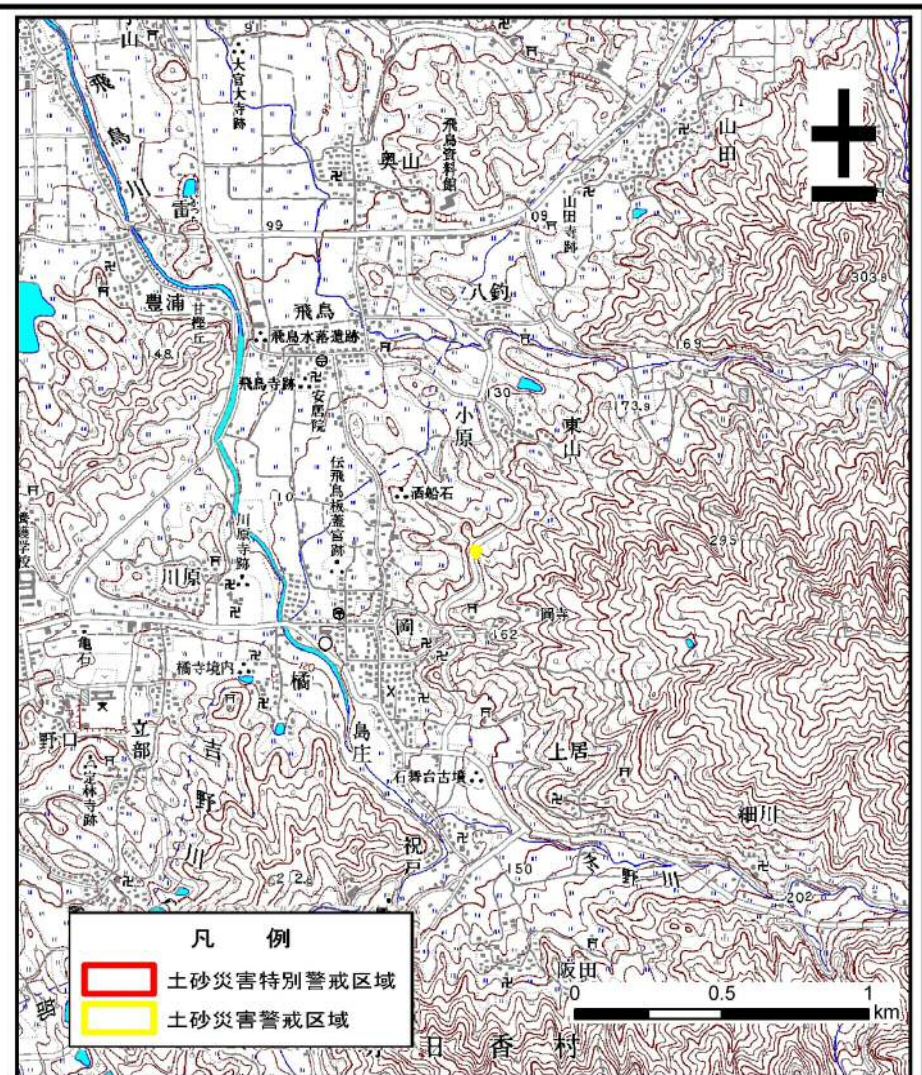 山
91
大官大寺跡
飛鳥川
雷
奥山
飛鳥資料館
山田
山田寺跡
99
豊浦
甘樫丘
148
飛鳥
飛鳥水落遺跡
飛鳥寺跡
安居院
八釣
303.8
169
130
173.9
小原
東山
酒船石
伝飛鳥板蓋宮跡
川原寺跡
川原
養護学校
295
岡
岡寺
162
亀石
橘寺境内
橘
島庄
野口
立部
定林寺跡
吉野川
上居
石舞台古墳
細川
祝戸
150
冬野川
202
阪田
日香村
凡 例
土砂災害特別警戒区域
土砂災害警戒区域
0 0.5 1
km